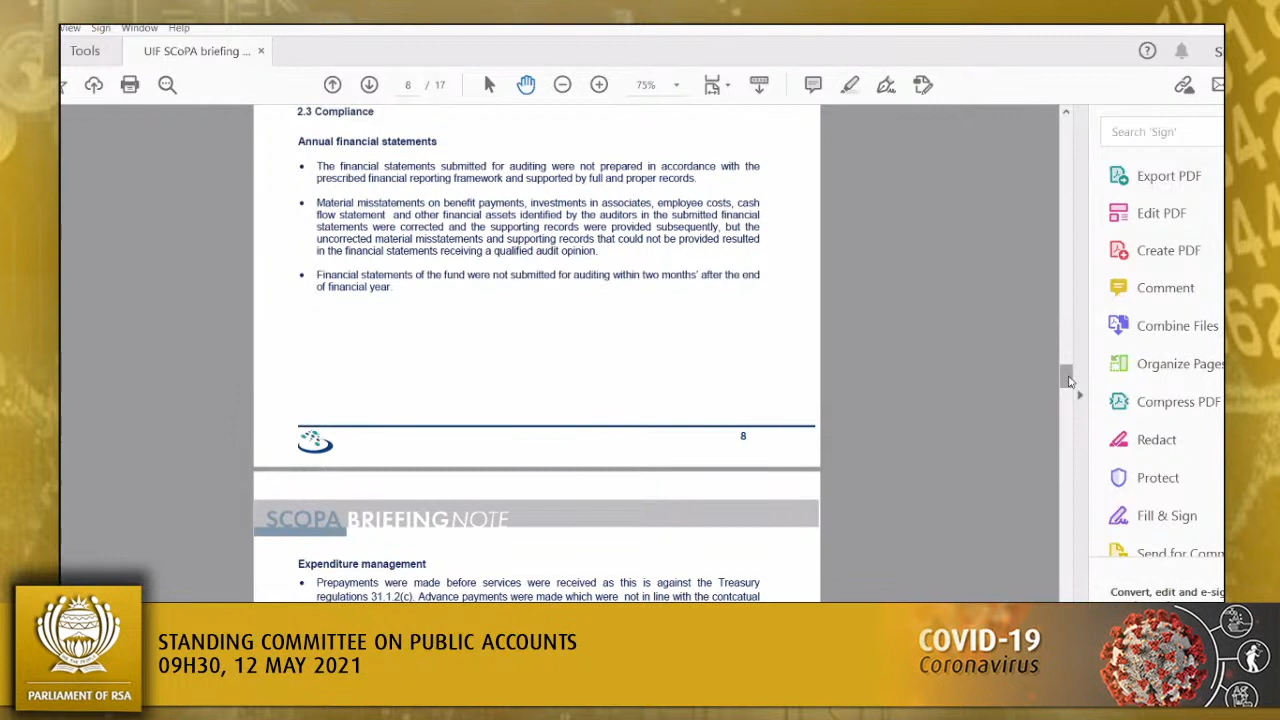 View Sign Window Help
Tools UIF SCoPA briefing ... ×
8 / 17 75%
2.3 Compliance
Annual financial statements
• The financial statements submitted for auditing were not prepared in accordance with the
prescribed financial reporting framework and supported by full and proper records.
• Material misstatements on benefit payments, investments in associates, employee costs, cash
flow statement and other financial assets identified by the auditors in the submitted financial
statements were corrected and the supporting records were provided subsequently, but the
uncorrected material misstatements and supporting records that could not be provided resulted
in the financial statements receiving a qualified audit opinion.
• Financial statements of the fund were not submitted for auditing within two months' after the end
of financial year.
8
SCOPA BRIEFINGNOTE
Expenditure management
• Prepayments were made before services were received as this is against the Treasury
regulations 31.1.2(c). Advance payments were made which were not in line with the contcatual
Search 'Sign'
Export PDF
Edit PDF
Create PDF
Comment
Combine Files
Organize Pages
Compress PDF
Redact
Protect
Fill & Sign
Send for Comm
Convert, edit and e-sig
STANDING COMMITTEE ON PUBLIC ACCOUNTS
09H30, 12 MAY 2021
PARLIAMENT OF RSA
COVID-19
Coronavirus